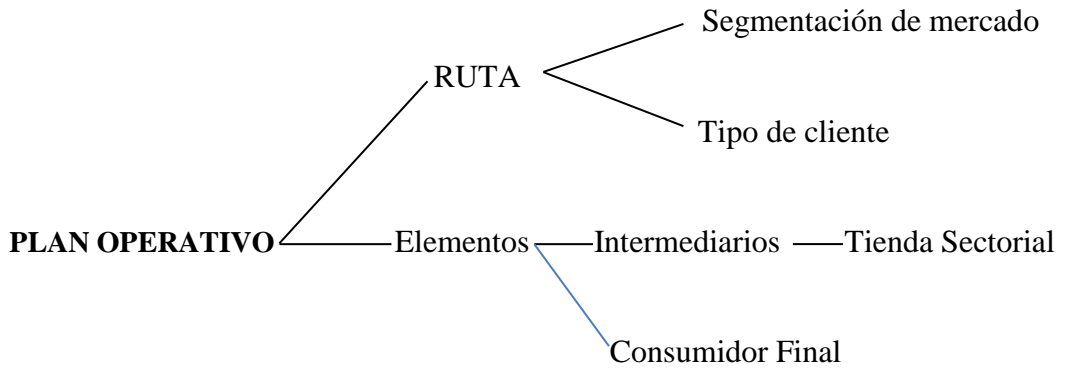 Segmentación de mercado
RUTA
Tipo de cliente
PLAN OPERATIVO Elementos Intermediarios Tienda Sectorial
Consumidor Final